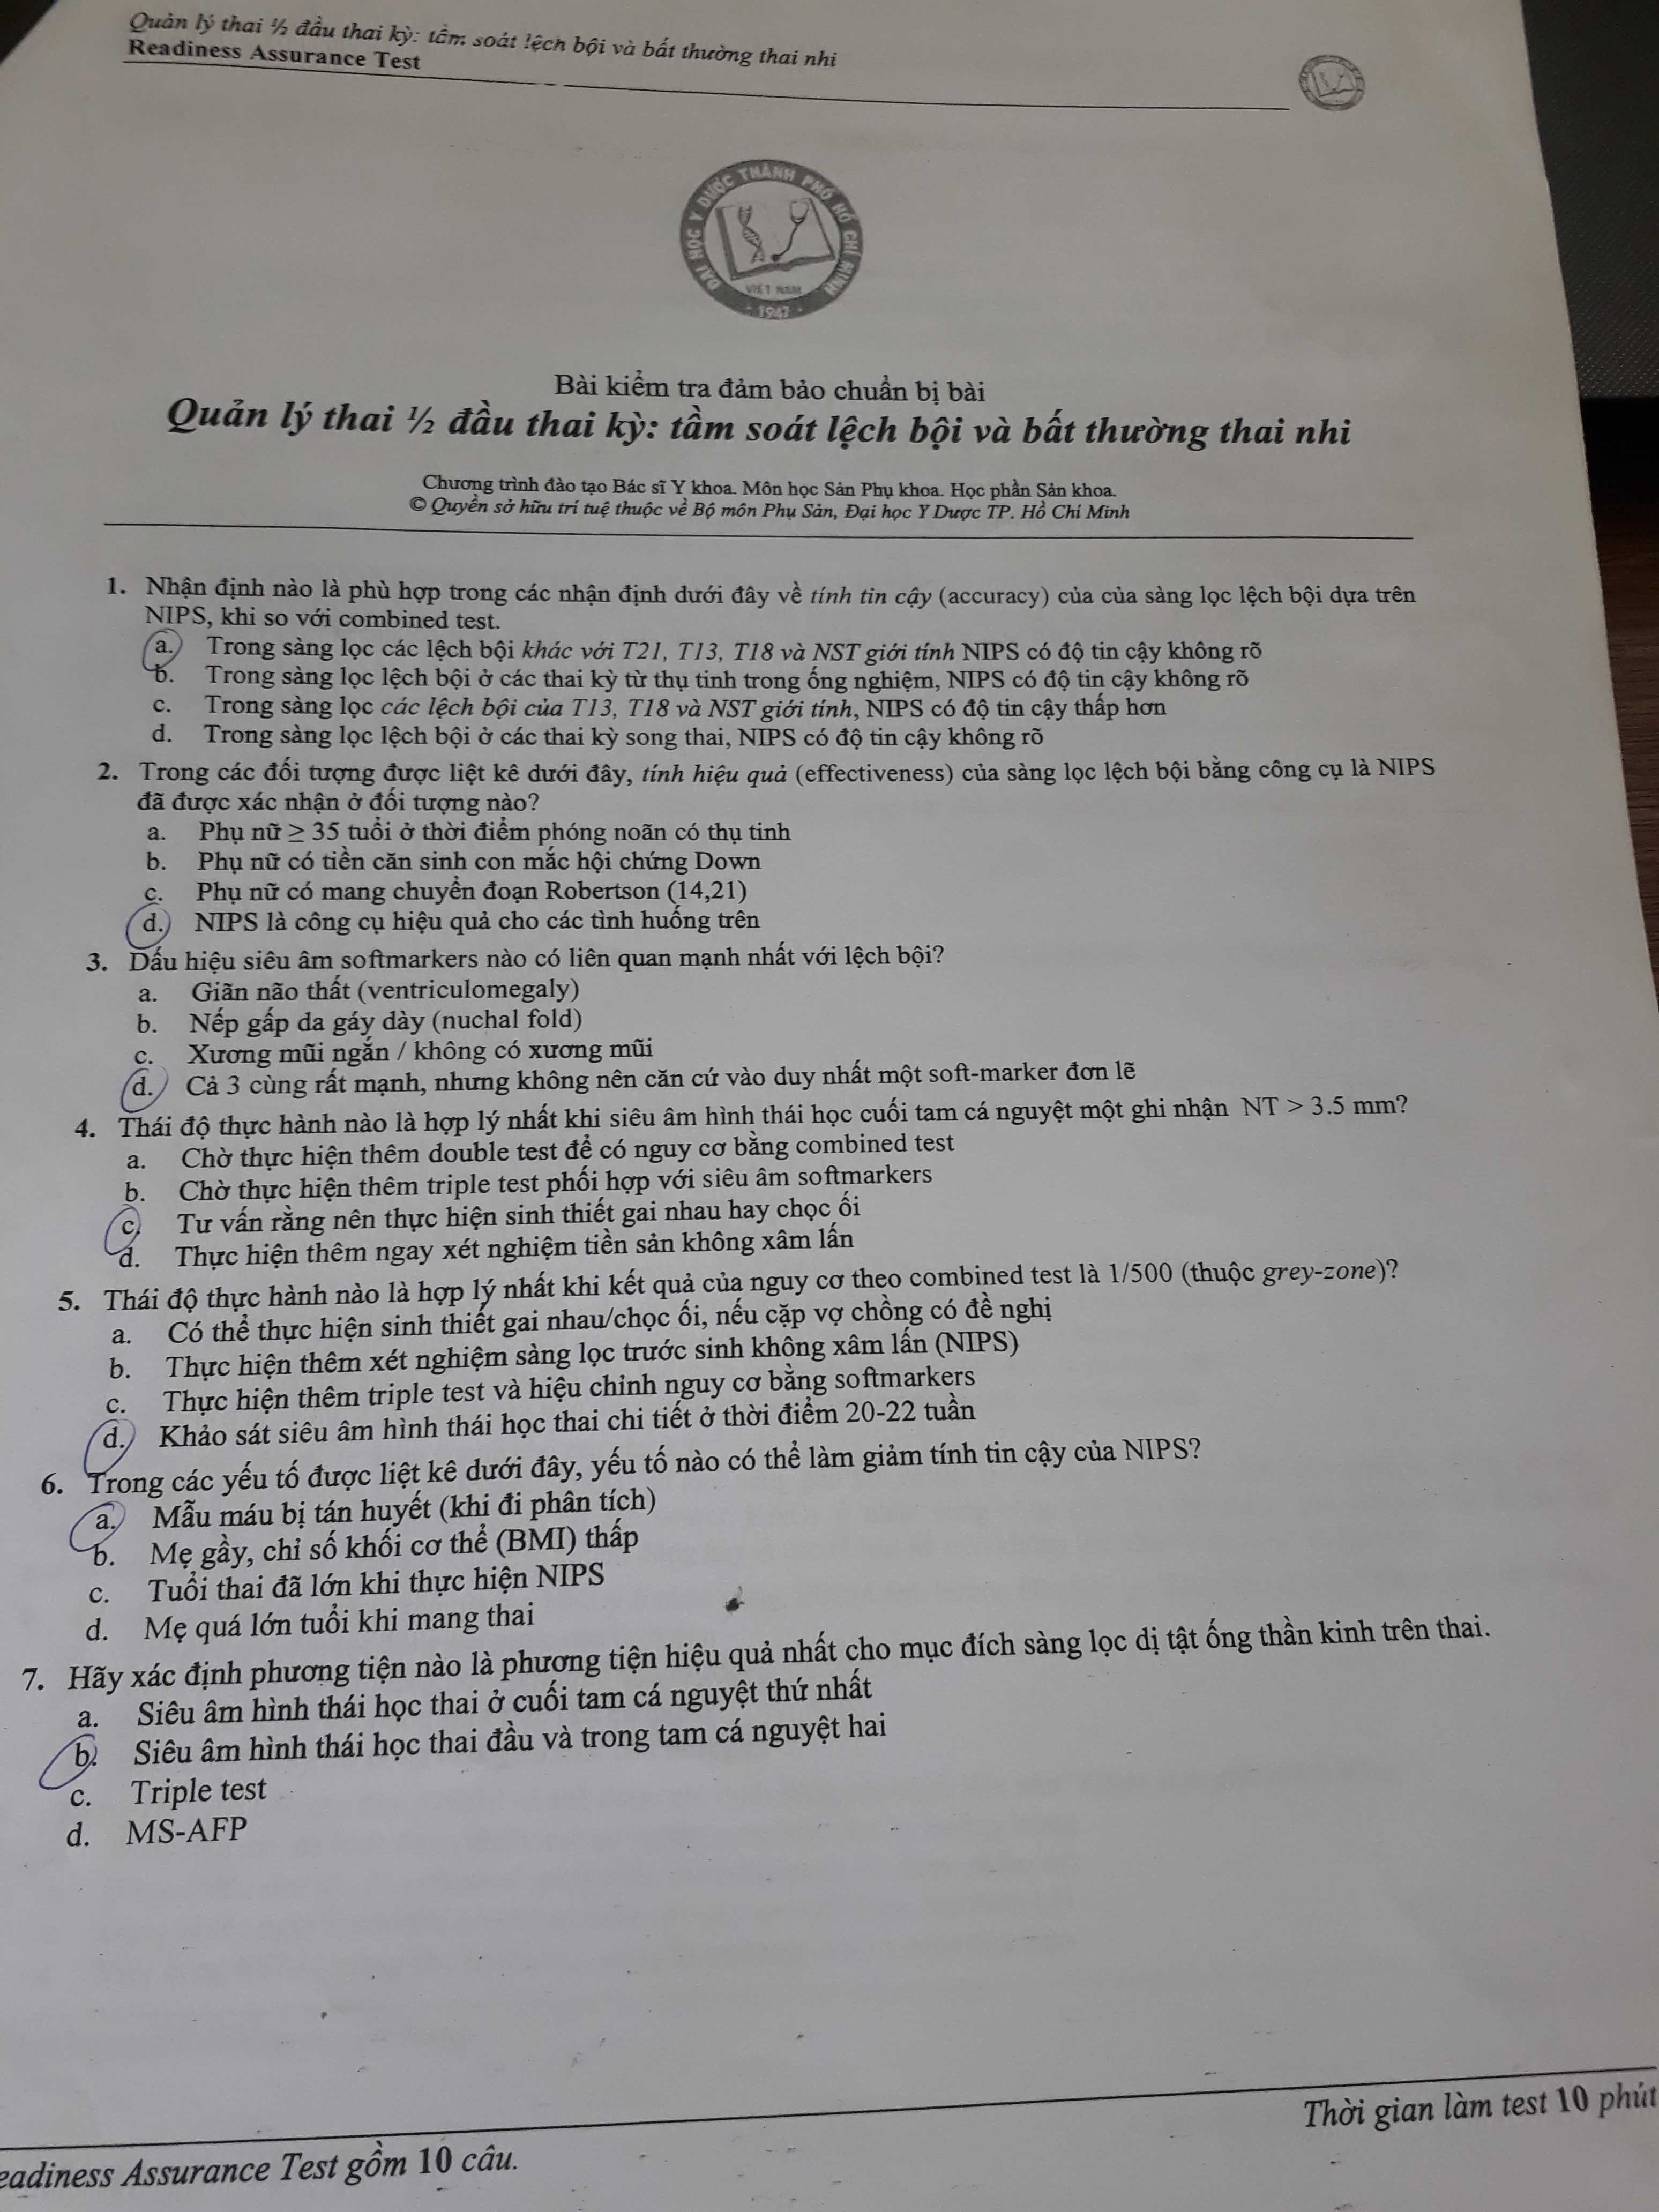 Quản lý thai ½ đầu thai kỳ: tầm soát lệch bội và bất thường thai nhi
Readiness Assurance Test
ĐẠI HỌC Y DƯỢC THÀNH PHỐ HỒ CHÍ MINH
VIỆT NAM
· 1947 ·
Bài kiểm tra đảm bảo chuẩn bị bài
Quản lý thai ½ đầu thai kỳ: tầm soát lệch bội và bất thường thai nhi
Chương trình đào tạo Bác sĩ Y khoa. Môn học Sản Phụ khoa. Học phần Sản khoa.
© Quyền sở hữu trí tuệ thuộc về Bộ môn Phụ Sản, Đại học Y Dược TP. Hồ Chí Minh
1. Nhận định nào là phù hợp trong các nhận định dưới đây về tính tin cậy (accuracy) của của sàng lọc lệch bội dựa trên
NIPS, khi so với combined test.
a. Trong sàng lọc các lệch bội khác với T21, T13, T18 và NST giới tính NIPS có độ tin cậy không rõ
b. Trong sàng lọc lệch bội ở các thai kỳ từ thụ tinh trong ống nghiệm, NIPS có độ tin cậy không rõ
c. Trong sàng lọc các lệch bội của T13, T18 và NST giới tính, NIPS có độ tin cậy thấp hơn
d. Trong sàng lọc lệch bội ở các thai kỳ song thai, NIPS có độ tin cậy không rõ
2. Trong các đối tượng được liệt kê dưới đây, tính hiệu quả (effectiveness) của sàng lọc lệch bội bằng công cụ là NIPS
đã được xác nhận ở đối tượng nào?
a. Phụ nữ ≥ 35 tuổi ở thời điểm phóng noãn có thụ tinh
b. Phụ nữ có tiền căn sinh con mắc hội chứng Down
c. Phụ nữ có mang chuyển đoạn Robertson (14,21)
d. NIPS là công cụ hiệu quả cho các tình huống trên
3. Dấu hiệu siêu âm softmarkers nào có liên quan mạnh nhất với lệch bội?
a. Giãn não thất (ventriculomegaly)
b. Nếp gấp da gáy dày (nuchal fold)
c. Xương mũi ngắn / không có xương mũi
d. Cả 3 cùng rất mạnh, nhưng không nên căn cứ vào duy nhất một soft-marker đơn lẽ
4. Thái độ thực hành nào là hợp lý nhất khi siêu âm hình thái học cuối tam cá nguyệt một ghi nhận NT > 3.5 mm?
a. Chờ thực hiện thêm double test để có nguy cơ bằng combined test
b. Chờ thực hiện thêm triple test phối hợp với siêu âm softmarkers
c. Tư vấn rằng nên thực hiện sinh thiết gai nhau hay chọc ối
d. Thực hiện thêm ngay xét nghiệm tiền sản không xâm lấn
5. Thái độ thực hành nào là hợp lý nhất khi kết quả của nguy cơ theo combined test là 1/500 (thuộc grey-zone)?
a. Có thể thực hiện sinh thiết gai nhau/chọc ối, nếu cặp vợ chồng có đề nghị
b. Thực hiện thêm xét nghiệm sàng lọc trước sinh không xâm lấn (NIPS)
c. Thực hiện thêm triple test và hiệu chỉnh nguy cơ bằng softmarkers
d. Khảo sát siêu âm hình thái học thai chi tiết ở thời điểm 20-22 tuần
6. Trong các yếu tố được liệt kê dưới đây, yếu tố nào có thể làm giảm tính tin cậy của NIPS?
a. Mẫu máu bị tán huyết (khi đi phân tích)
b. Mẹ gầy, chỉ số khối cơ thể (BMI) thấp
c. Tuổi thai đã lớn khi thực hiện NIPS
d. Mẹ quá lớn tuổi khi mang thai
7. Hãy xác định phương tiện nào là phương tiện hiệu quả nhất cho mục đích sàng lọc dị tật ống thần kinh trên thai.
a. Siêu âm hình thái học thai ở cuối tam cá nguyệt thứ nhất
b. Siêu âm hình thái học thai đầu và trong tam cá nguyệt hai
c. Triple test
d. MS-AFP
Thời gian làm test 10 phút
eadiness Assurance Test gồm 10 câu.